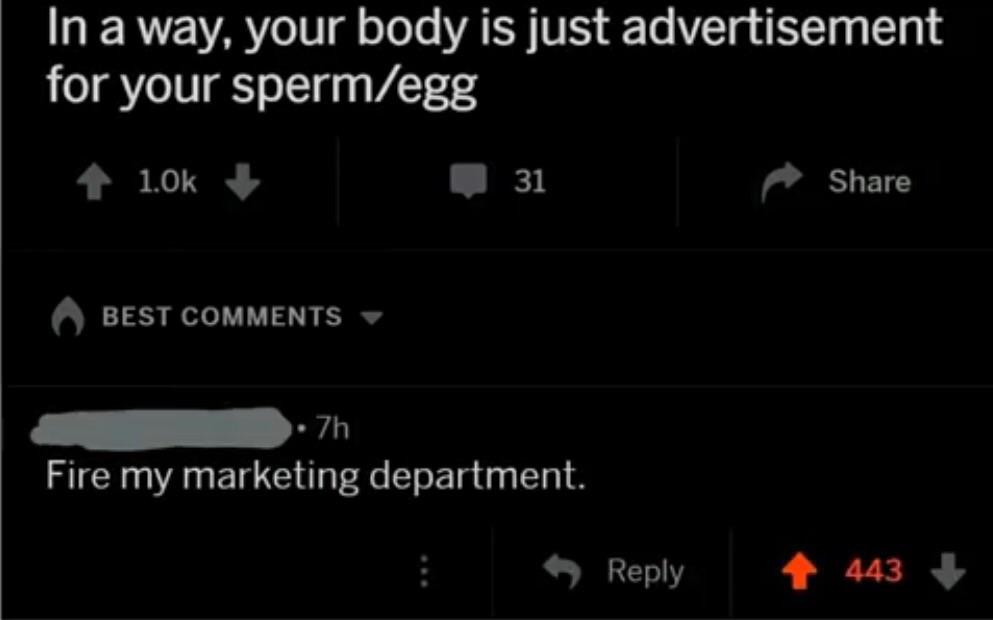 In a way, your body is just advertisement
for your sperm/egg
1.0k 31 Share
BEST COMMENTS
• 7h
Fire my marketing department.
Reply 443